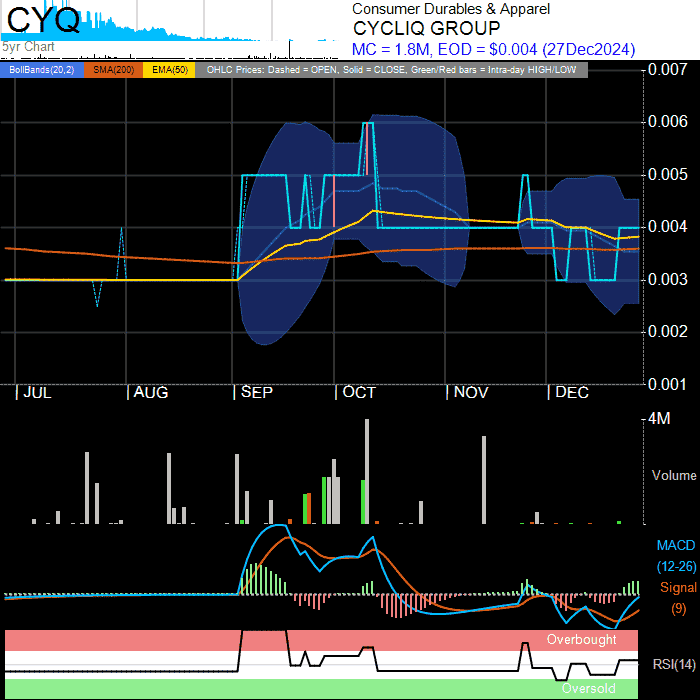 CYQ
5yr Chart
Consumer Durables & Apparel
CYCLIQ GROUP
MC = 1.8M, EOD = $0.004 (27Dec2024)
BollBands(20,2) SMA(200) EMA(50) OHLC Prices: Dashed = OPEN, Solid = CLOSE, Green/Red bars = Intra-day HIGH/LOW
0.007
0.006
0.005
0.004
0.003
0.002
0.001
| JUL | AUG | SEP | OCT | NOV | DEC
4M
Volume
MACD
(12-26)
Signal
(9)
Overbought
RSI(14)
Oversold